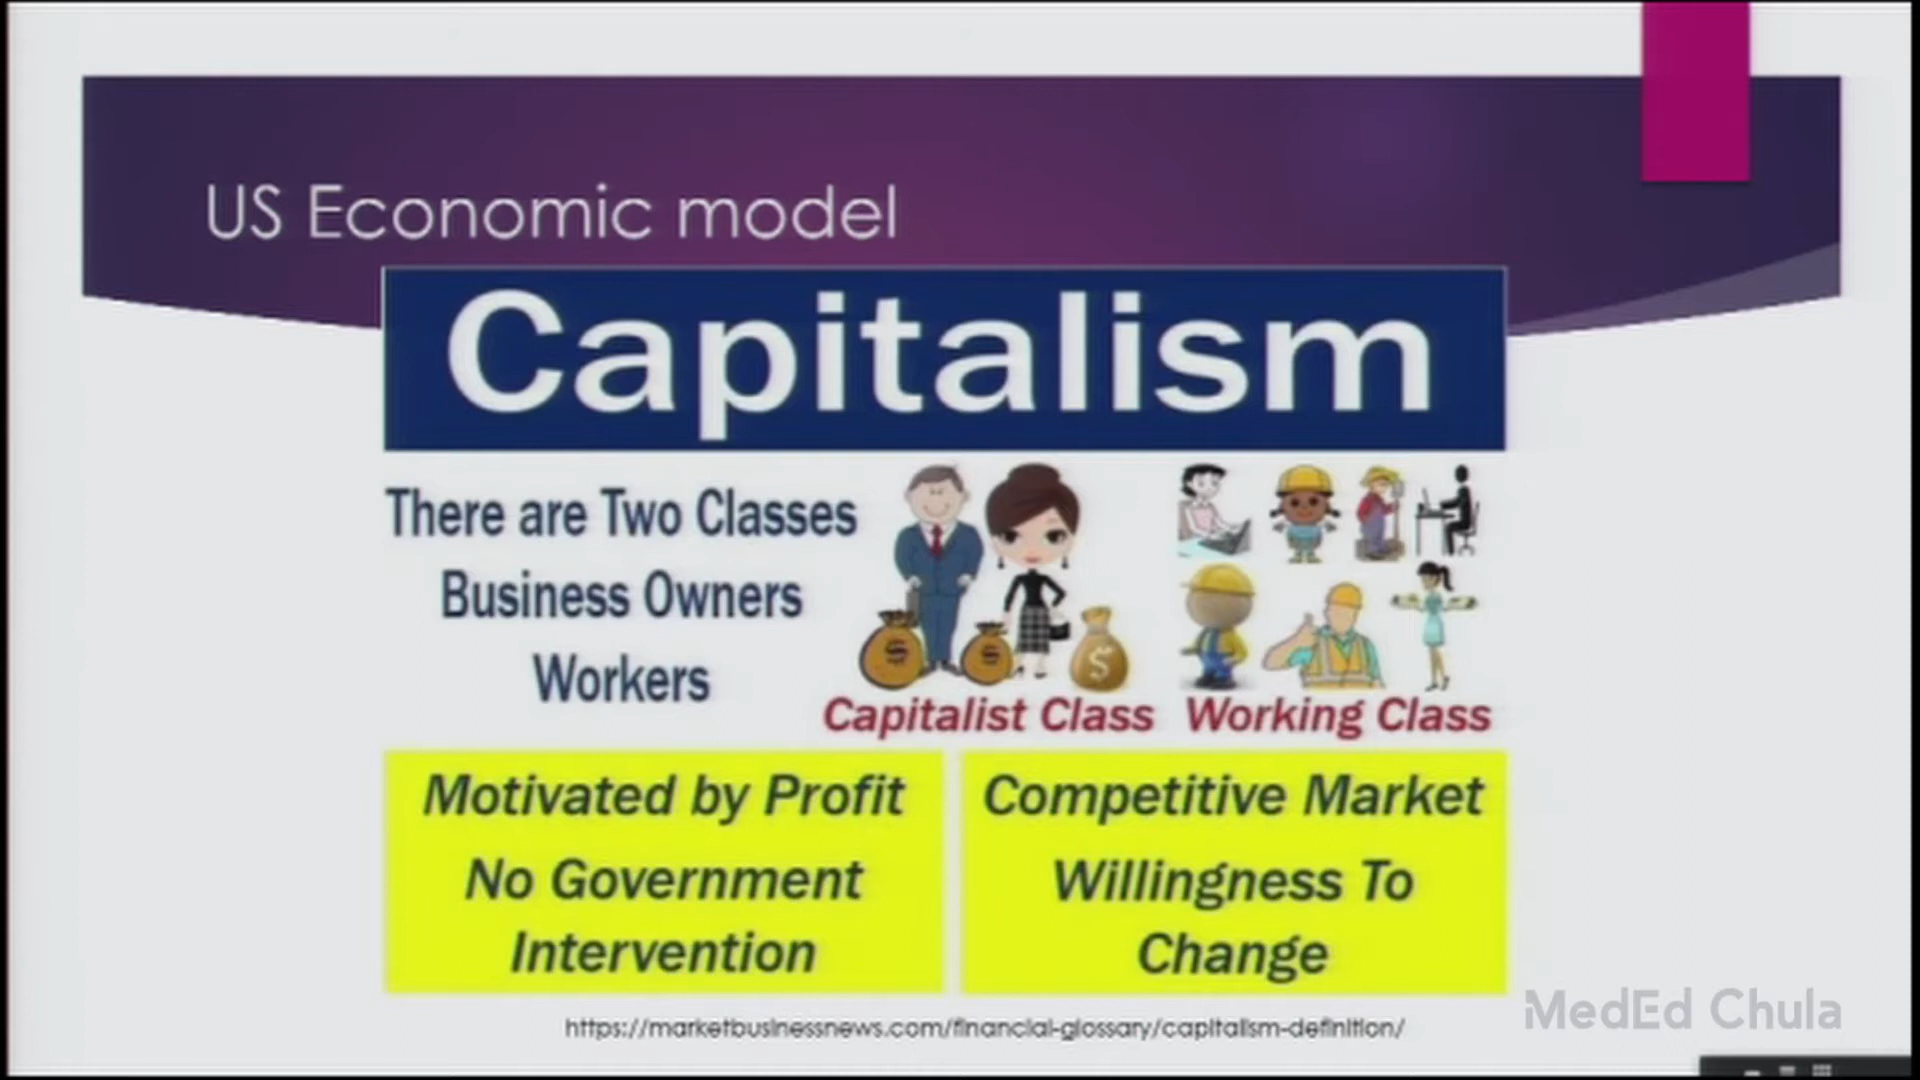 US Economic model
Capitalism
There are Two Classes
Business Owners
Workers
$ $ $
Capitalist Class
Working Class
Motivated by Profit
No Government
Intervention
Competitive Market
Willingness To
Change
https://marketbusinessnews.com/financial-glossary/capitalism-definition/
MedEd Chula